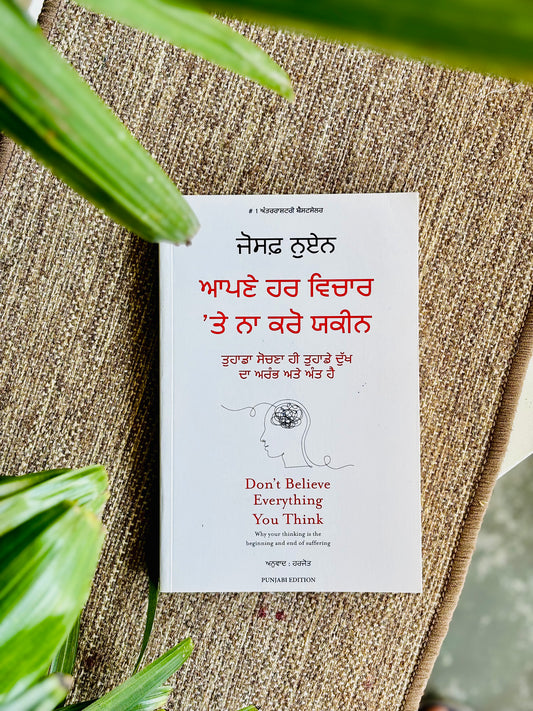 # 1 ਅੰਤਰਰਾਸ਼ਟਰੀ ਬੈਸਟਸੇਲਰ
ਜੋਸਫ਼ ਨੁਏਨ
ਆਪਣੇ ਹਰ ਵਿਚਾਰ
'ਤੇ ਨਾ ਕਰੋ ਯਕੀਨ
ਤੁਹਾਡਾ ਸੋਚਣਾ ਹੀ ਤੁਹਾਡੇ ਦੁੱਖ
ਦਾ ਅਰੰਭ ਅਤੇ ਅੰਤ ਹੈ
Don't Believe
Everything
You Think
Why your thinking is the
beginning and end of suffering
ਅਨੁਵਾਦ : ਹਰਜੋਤ
PUNJABI EDITION